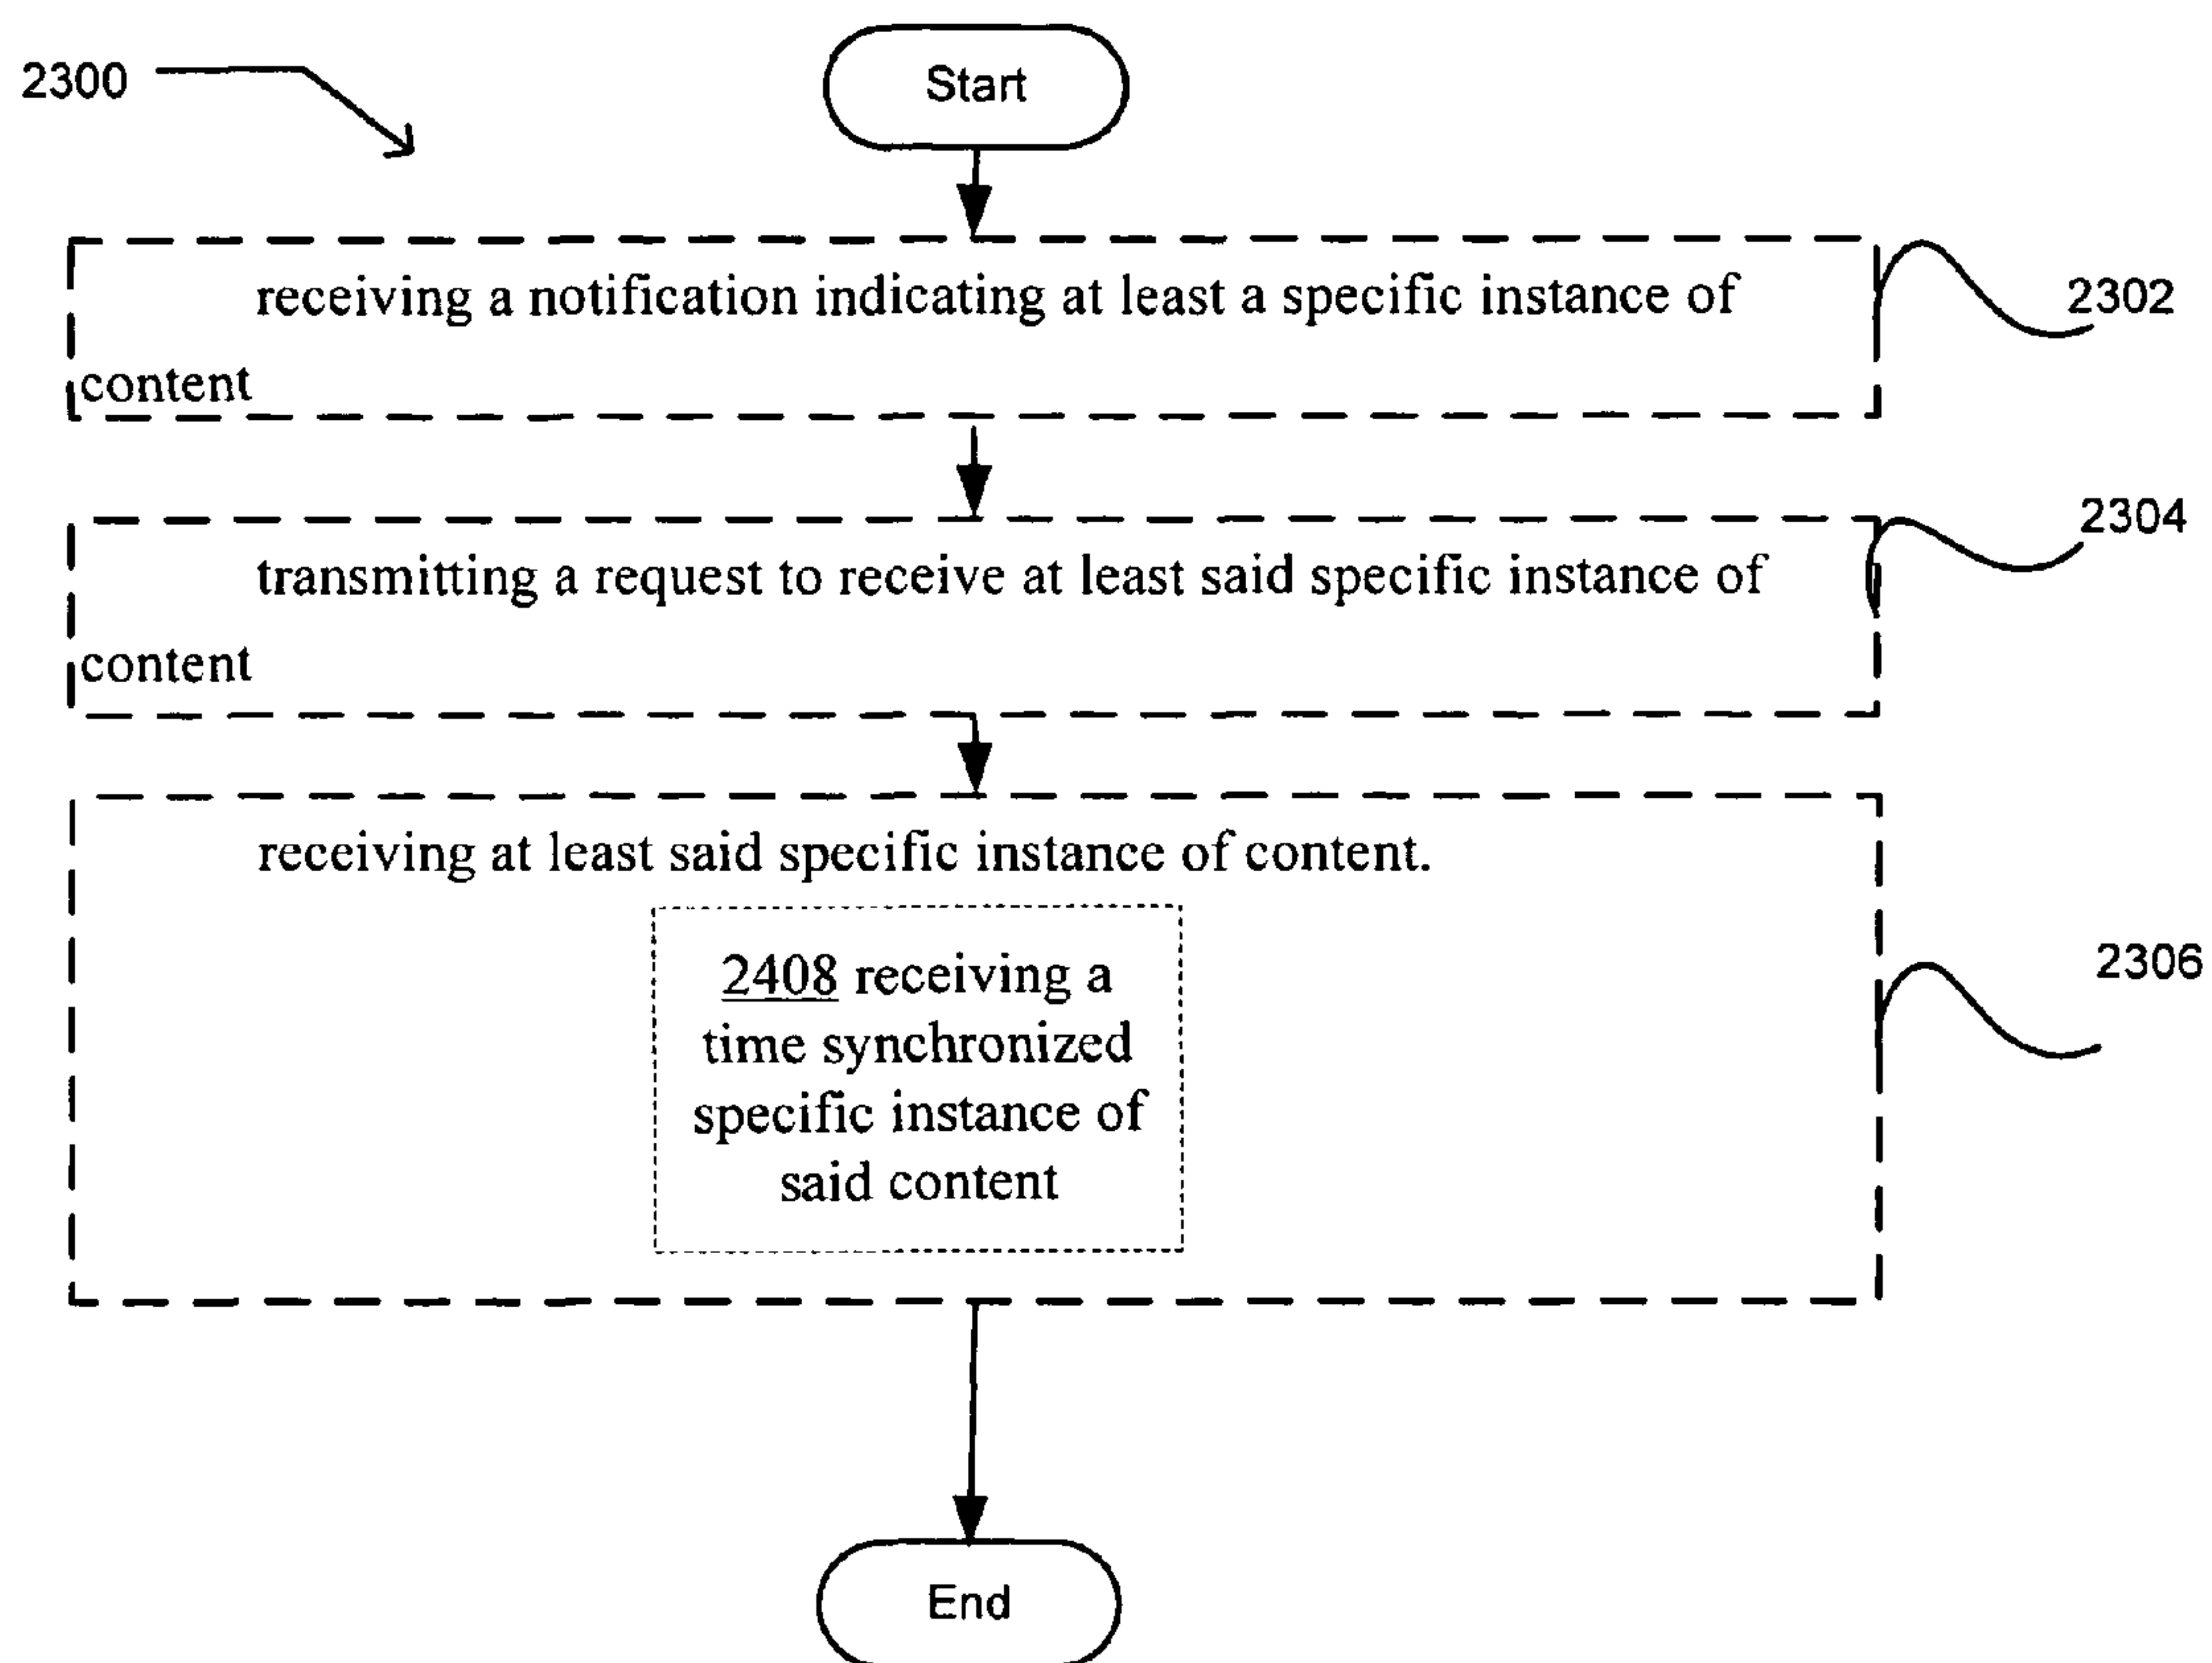 2300
Start
receiving a notification indicating at least a specific instance of
content
2302
transmitting a request to receive at least said specific instance of
content
2304
receiving at least said specific instance of content.
2408 receiving a
time synchronized
specific instance of
said content
2306
End